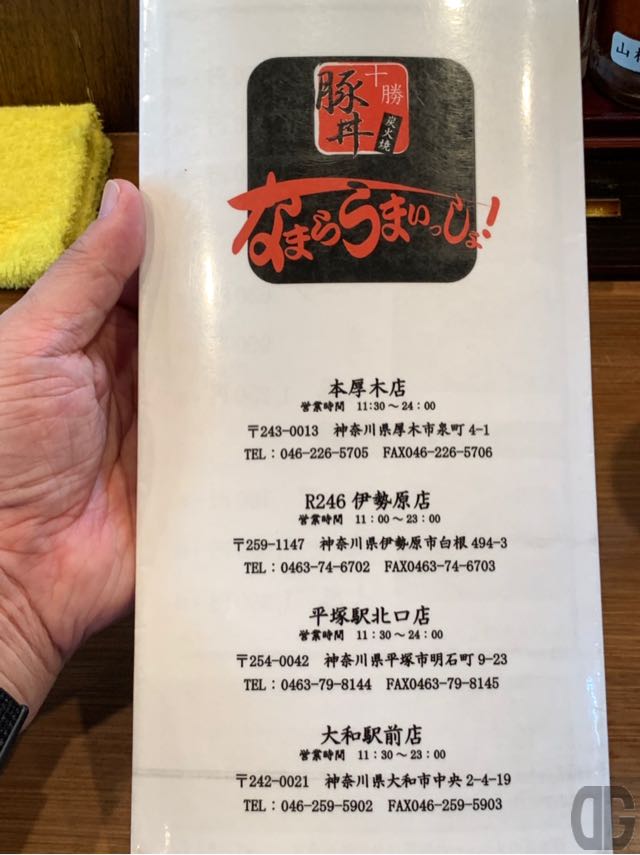 十勝
豚丼
炭火焼
なまらうまいっしょ!
本厚木店
営業時間 11:30～24:00
〒243-0013 神奈川県厚木市泉町4-1
TEL:046-226-5705 FAX046-226-5706
R246 伊勢原店
営業時間 11:00～23:00
〒259-1147 神奈川県伊勢原市白根494-3
TEL:0463-74-6702 FAX0463-74-6703
平塚駅北口店
営業時間 11:30～24:00
〒254-0042 神奈川県平塚市明石町9-23
TEL:0463-79-8144 FAX0463-79-8145
大和駅前店
営業時間 11:30～23:00
〒242-0021 神奈川県大和市中央2-4-19
TEL:046-259-5902 FAX046-259-5903